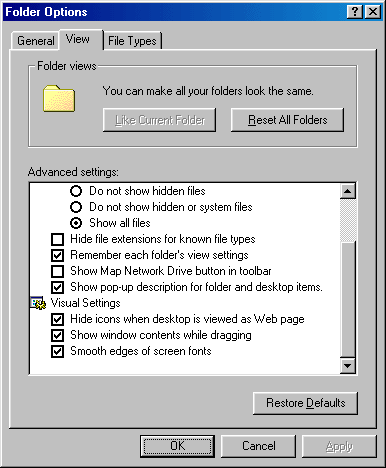 Folder Options
General
View
File Types
Folder views
You can make all your folders look the same.
Like Current Folder
Reset All Folders
Advanced settings:
Do not show hidden files
Do not show hidden or system files
Show all files
Hide file extensions for known file types
Remember each folder's view settings
Show Map Network Drive button in toolbar
Show pop-up description for folder and desktop items.
Visual Settings
Hide icons when desktop is viewed as Web page
Show window contents while dragging
Smooth edges of screen fonts
Restore Defaults
OK
Cancel
Apply